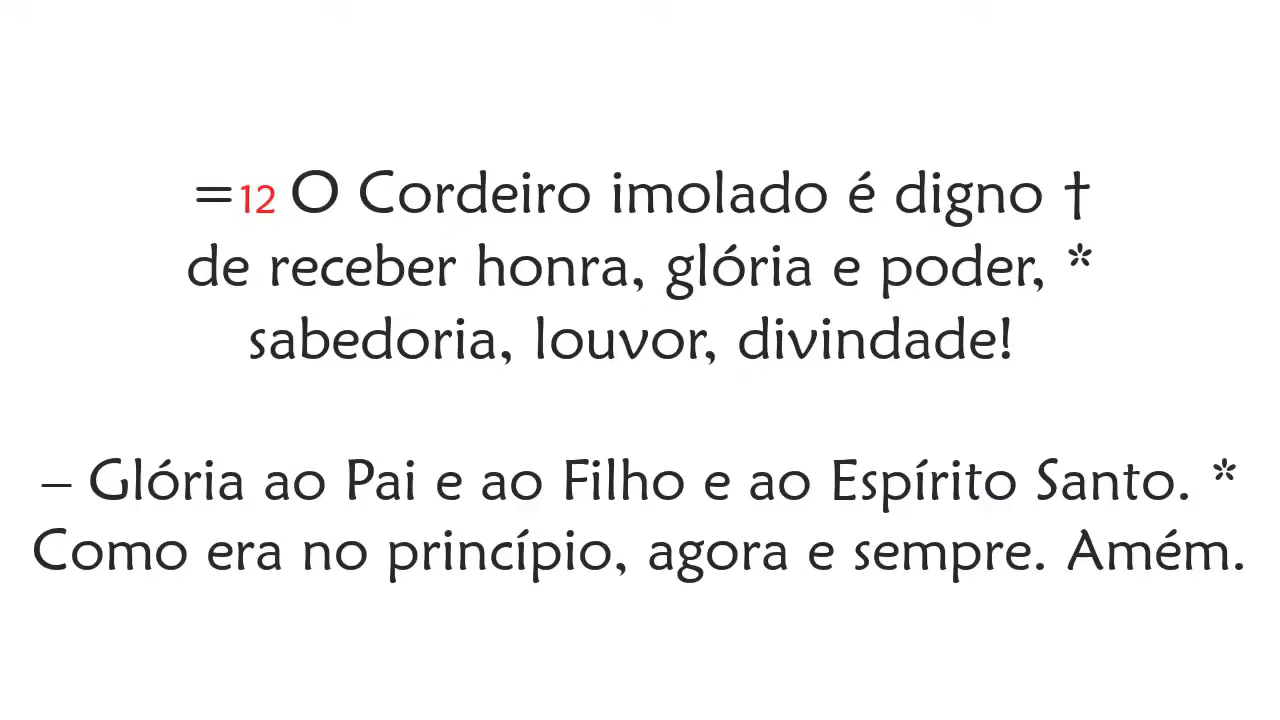 =12 O Cordeiro imolado é digno †
de receber honra, glória e poder, *
sabedoria, louvor, divindade!
– Glória ao Pai e ao Filho e ao Espírito Santo. *
Como era no princípio, agora e sempre. Amém.